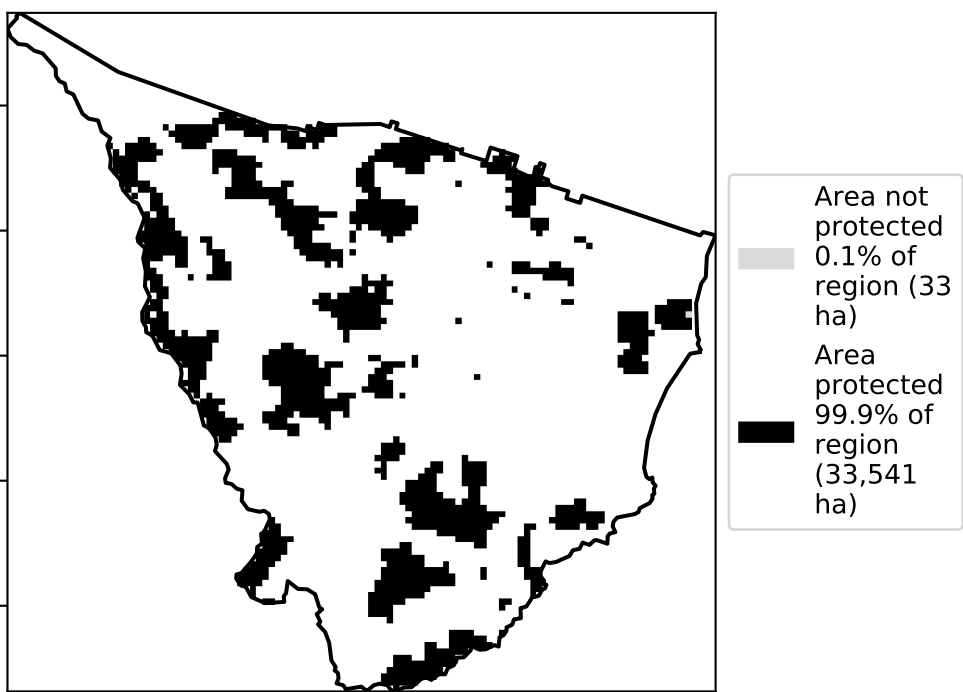 Area not
protected
0.1% of
region (33
ha)
Area
protected
99.9% of
region
(33,541
ha)